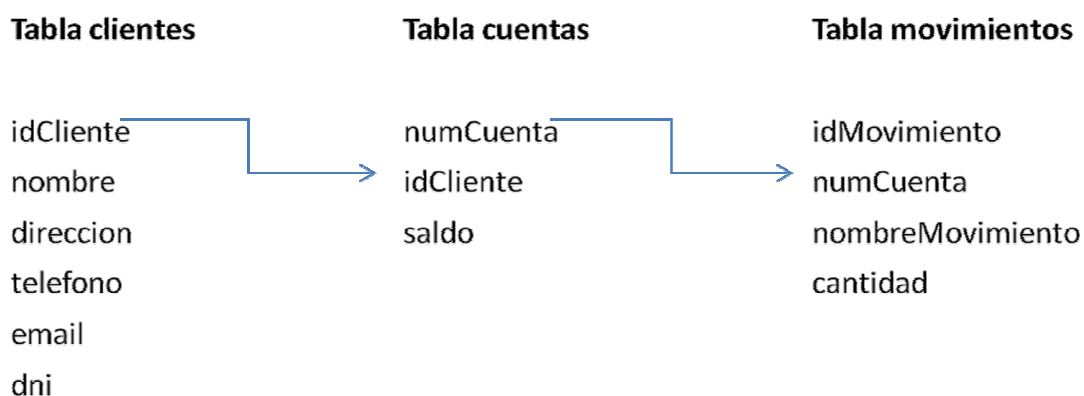 Tabla clientes
idCliente
nombre
direccion
telefono
email
dni
Tabla cuentas
numCuenta
idCliente
saldo
Tabla movimientos
idMovimiento
numCuenta
nombreMovimiento
cantidad